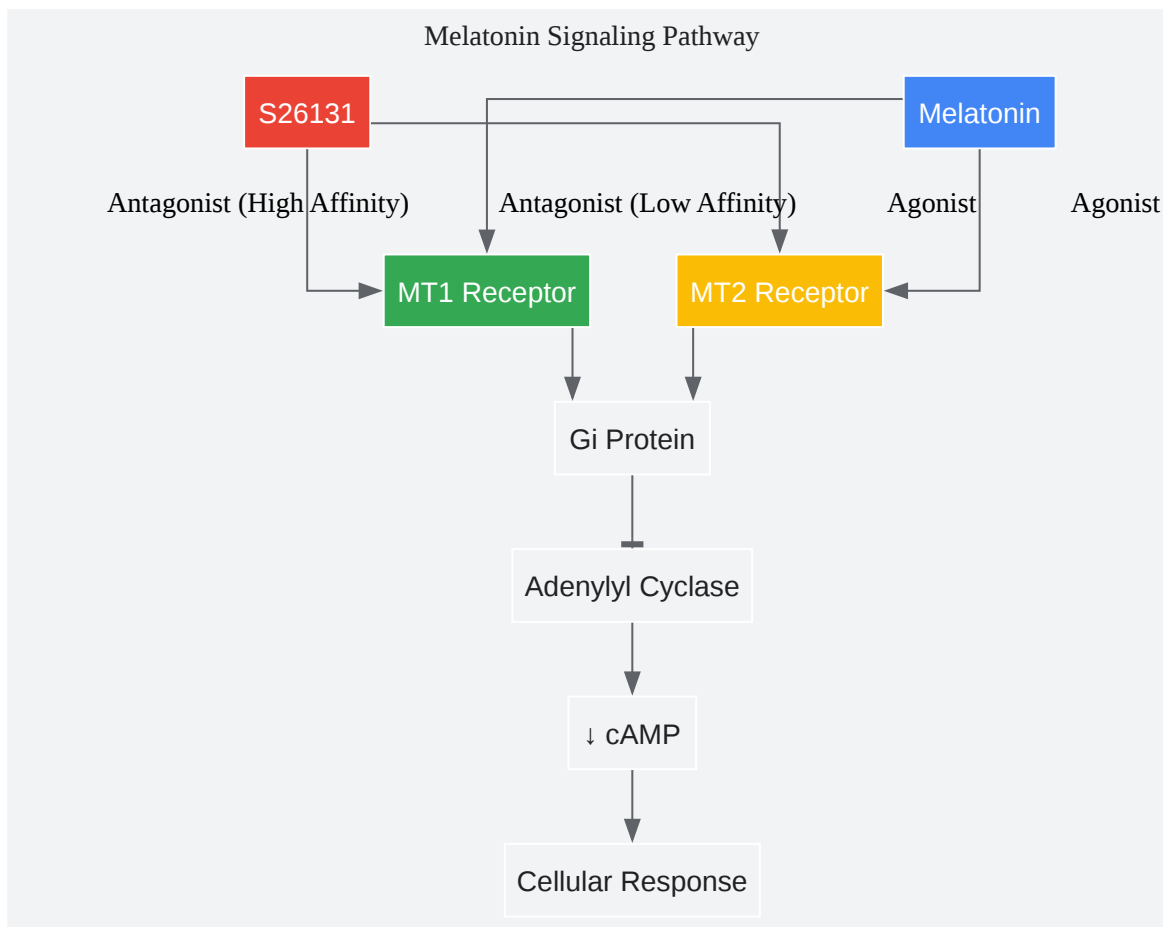 Melatonin Signaling Pathway
S26131
Melatonin
Antagonist (High Affinity)
Antagonist (Low Affinity)
Agonist
Agonist
MT1 Receptor
MT2 Receptor
Gi Protein
Adenylyl Cyclase
↓ cAMP
Cellular Response